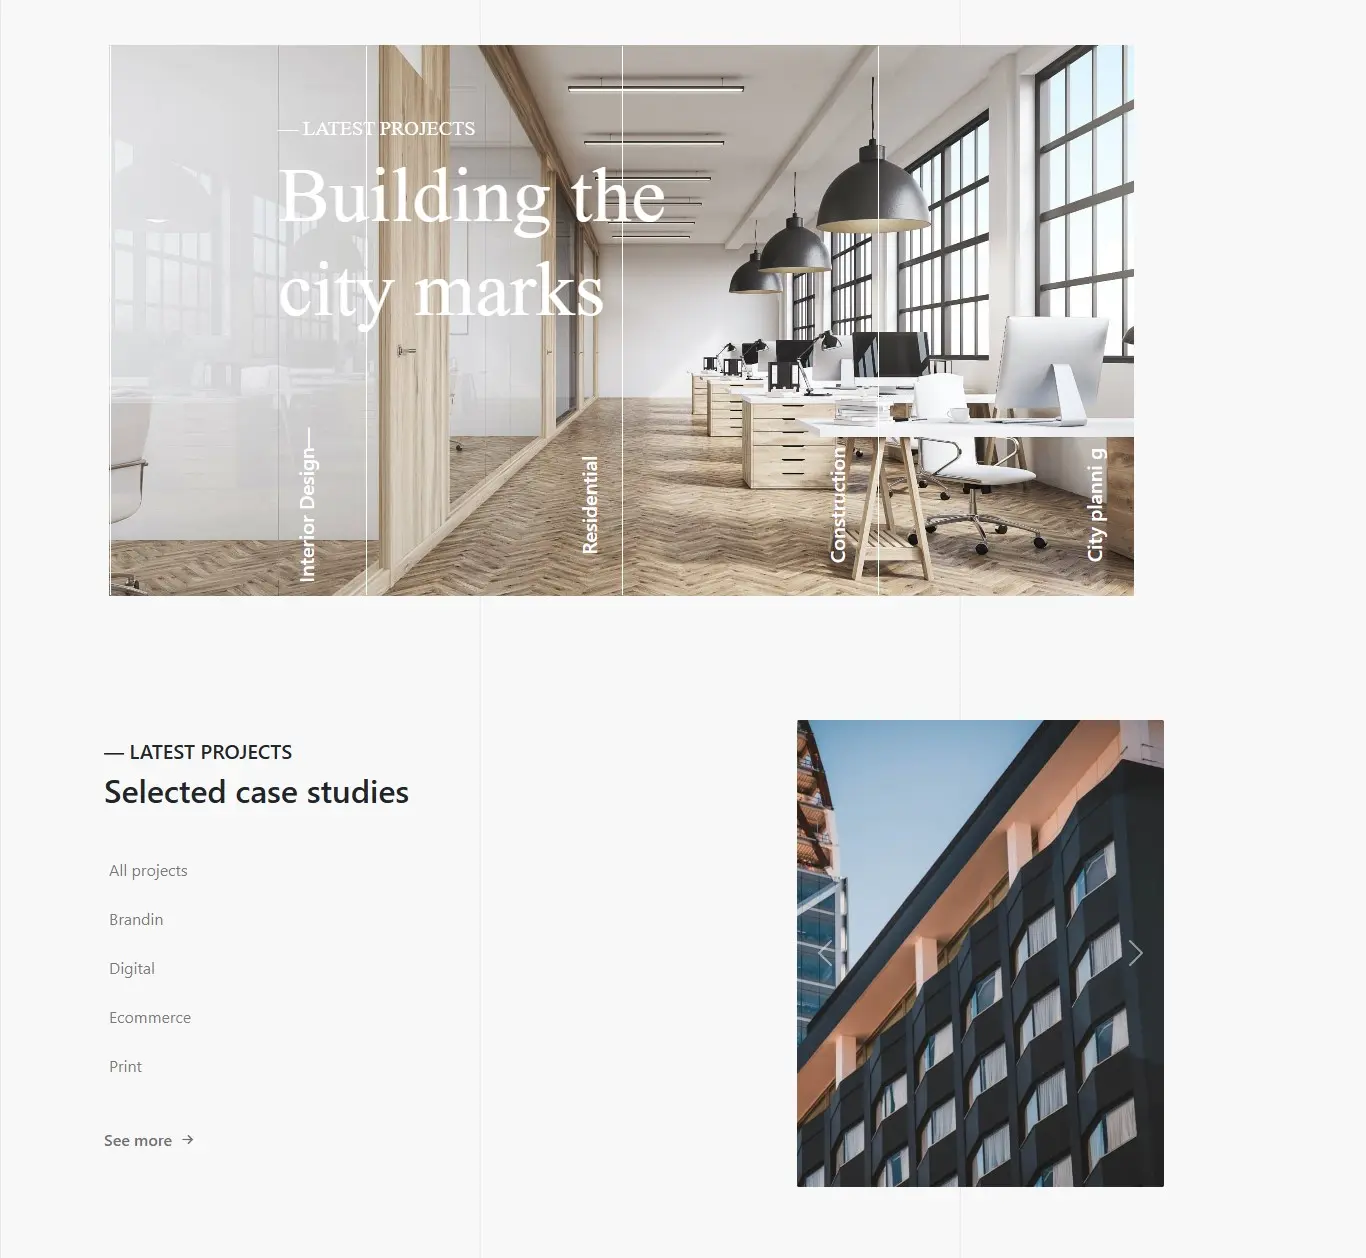 — LATEST PROJECTS
Building the
city marks
Interior Design—
Residential
Construction
City planni g
— LATEST PROJECTS
Selected case studies
All projects
Brandin
Digital
Ecommerce
Print
See more →